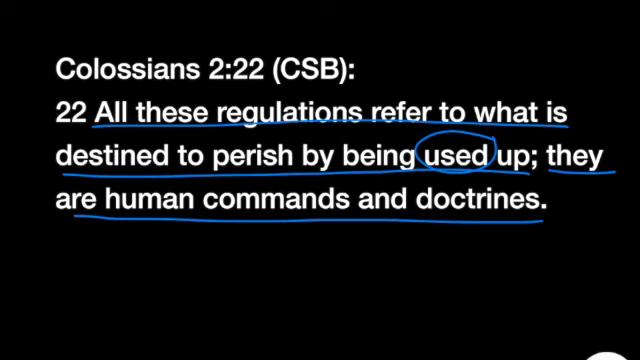 Colossians 2:22 (CSB):
22 All these regulations refer to what is
destined to perish by being used up; they
are human commands and doctrines.